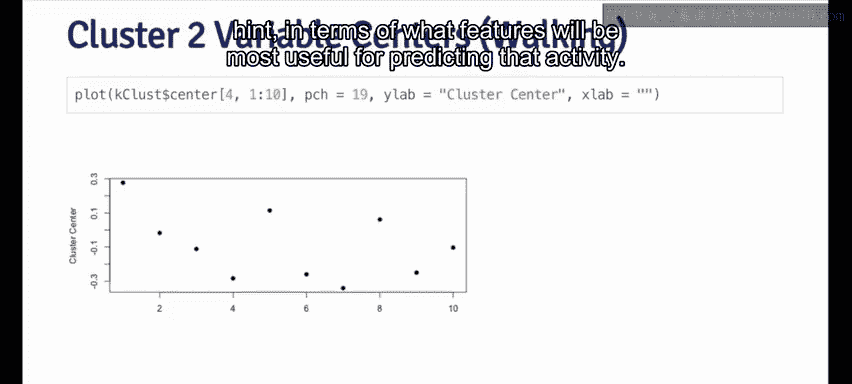 Cluster 2 Variable Centers (Walking)
hint, in terms of what features will be
most useful for predicting that activity.
plot(kClust$center[4, 1:10], pch = 19, ylab = "Cluster Center", xlab = "")
Cluster Center
0.3
0.1
-0.1
-0.3
2 4 6 8 10